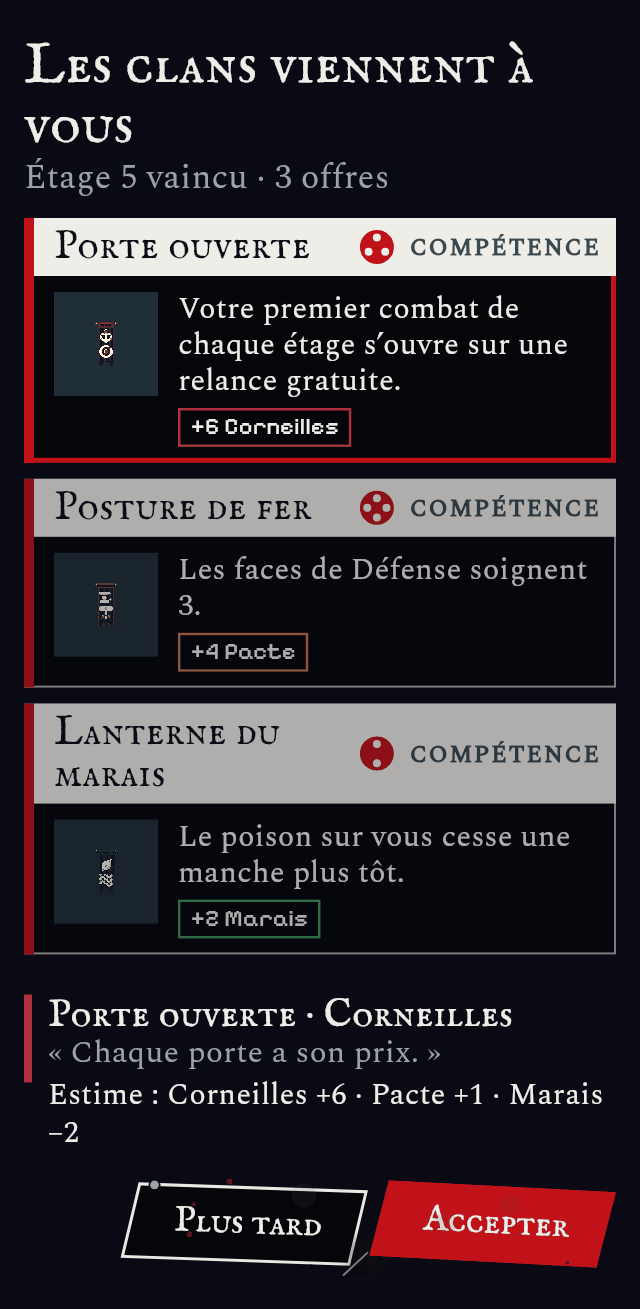 Les clans viennent à
vous
Étage 5 vaincu · 3 offres
Porte ouverte COMPÉTENCE
Votre premier combat de
chaque étage s’ouvre sur une
relance gratuite.
+6 Corneilles
Posture de fer COMPÉTENCE
Les faces de Défense soignent
3.
+4 Pacte
Lanterne du
marais COMPÉTENCE
Le poison sur vous cesse une
manche plus tôt.
+2 Marais
Porte ouverte · Corneilles
« Chaque porte a son prix. »
Estime : Corneilles +6 · Pacte +1 · Marais
−2
Plus tard
Accepter